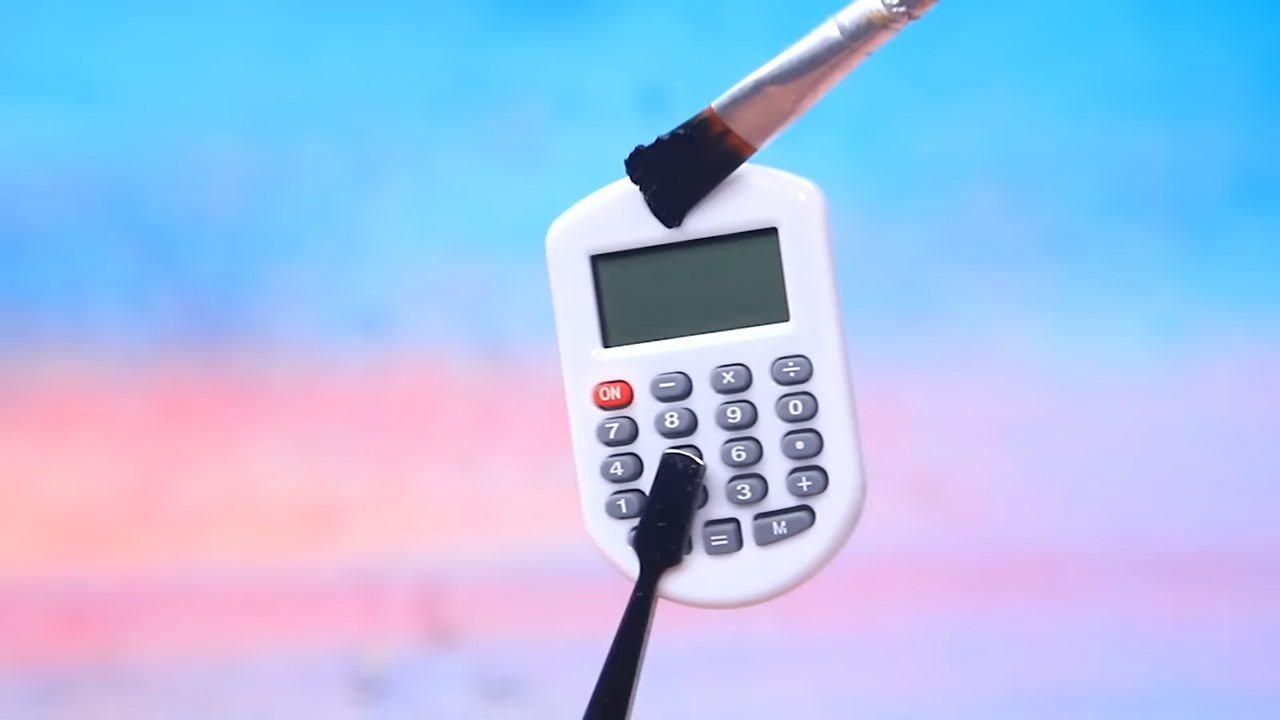 ON − × ÷
7 8 9 0
4 6 •
1 3 +
= M